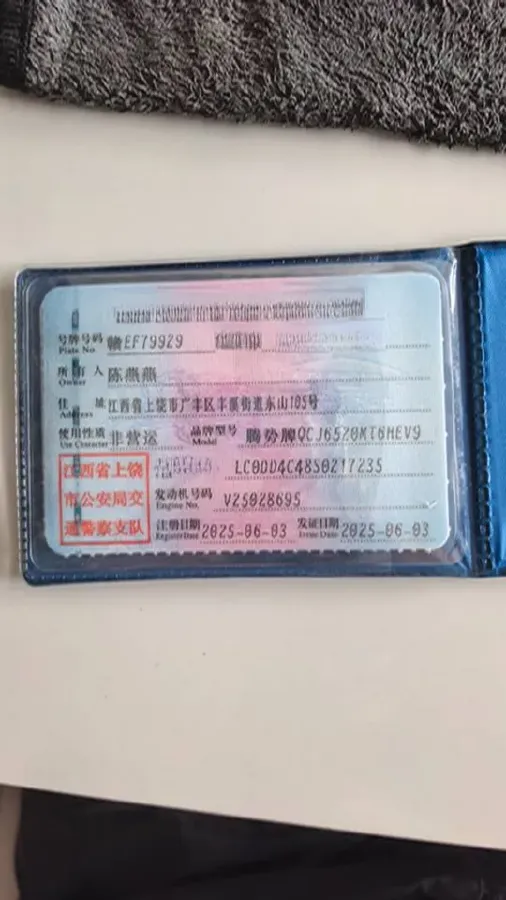 号牌号码 Plate No. 赣EF79929
所有人 Owner 陈燕燕
住址 Address 江西省上饶市广丰区丰溪街道东山105号
使用性质 Use Character 非营运 品牌型号 Model 腾势牌QCJ6520KT6HEV9
LC0DD4C48S0217235
发动机号码 Engine No. V25028695
注册日期 Register Date 2025-06-03 发证日期 Issue Date 2025-06-03
江西省上饶
市公安局交
通警察支队